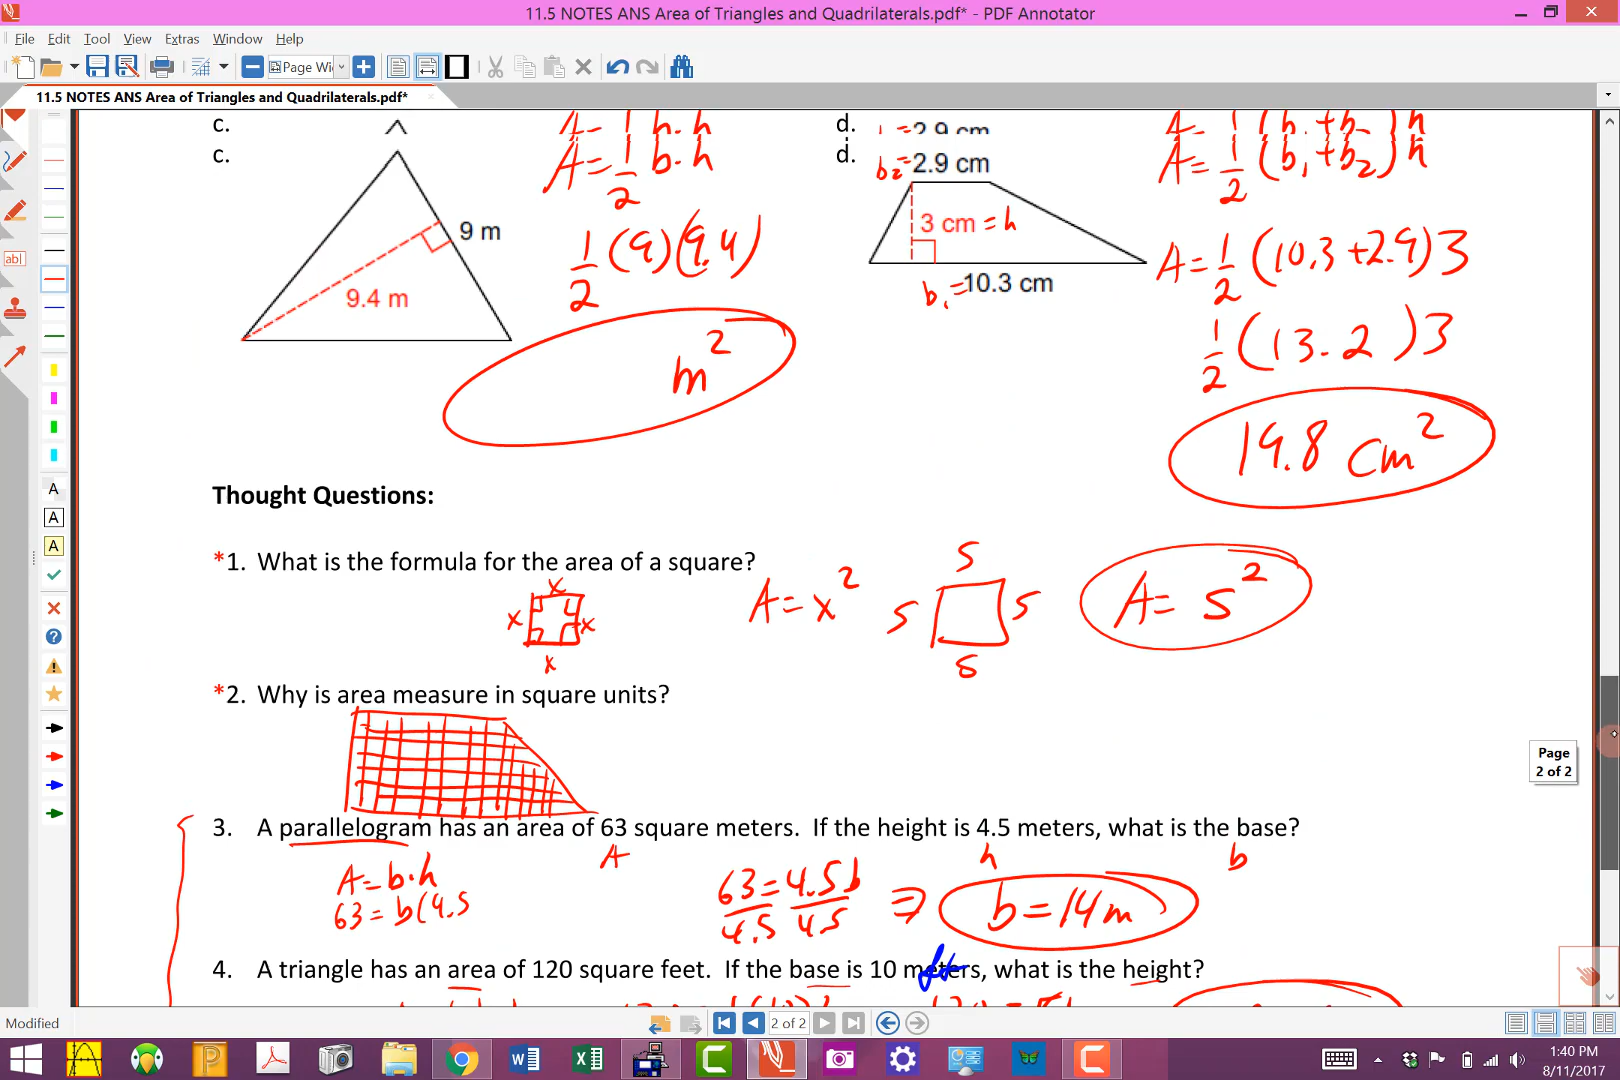 11.5 NOTES ANS Area of Triangles and Quadrilaterals.pdf* - PDF Annotator
File Edit Tool View Extras Window Help
Page Wi
11.5 NOTES ANS Area of Triangles and Quadrilaterals.pdf*
c.
c.
9 m
9.4 m
A = 1/2 b·h
1/2 (9)(9.4)
m²
d.
d.
b₂ = 2.9 cm
3 cm = h
b₁ = 10.3 cm
A = 1/2 (b₁ + b₂) h
A = 1/2 (10.3 + 2.9) 3
1/2 (13.2) 3
19.8 cm²
Thought Questions:
*1. What is the formula for the area of a square?
x
x x
x
A = x²
s
s s
s
A = s²
*2. Why is area measure in square units?
3. A parallelogram has an area of 63 square meters. If the height is 4.5 meters, what is the base?
A h b
A = b·h
63 = b(4.5
63 = 4.5b
4.5 4.5
⇒ b = 14 m
4. A triangle has an area of 120 square feet. If the base is 10 meters, what is the height?
ft
Page
2 of 2
abl
A
A
A
Modified
2 of 2
1:40 PM
8/11/2017